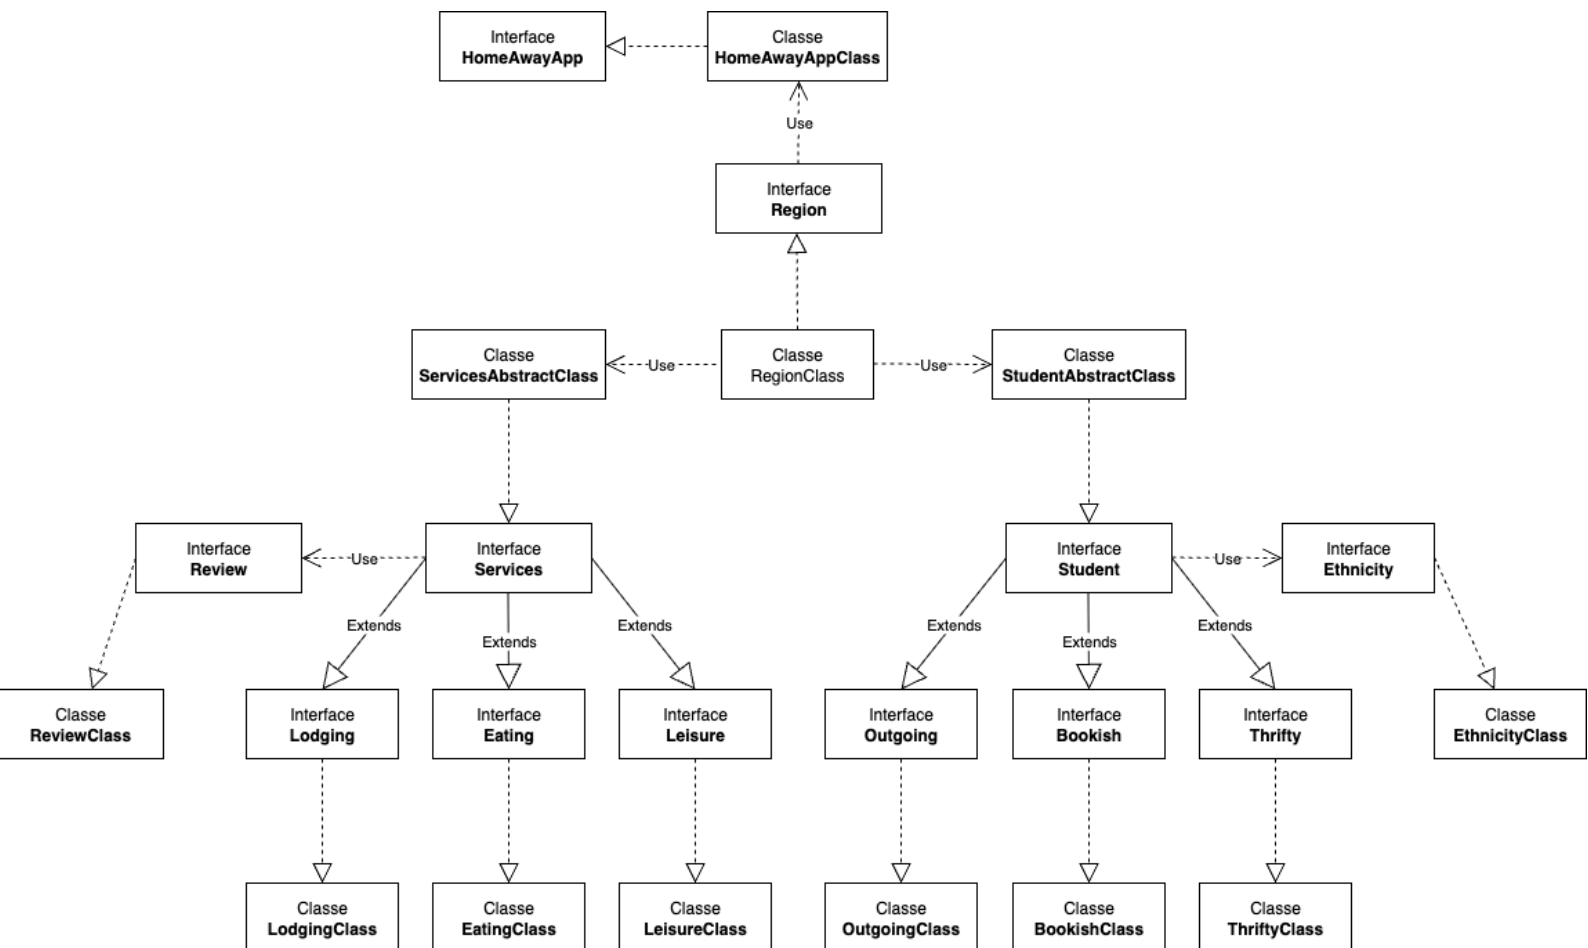 Interface
HomeAwayApp
Classe
HomeAwayAppClass
Use
Interface
Region
Classe
ServicesAbstractClass
Use
Classe
RegionClass
Use
Classe
StudentAbstractClass
Interface
Review
Use
Interface
Services
Interface
Student
Use
Interface
Ethnicity
Extends
Extends
Extends
Extends
Extends
Extends
Classe
ReviewClass
Interface
Lodging
Interface
Eating
Interface
Leisure
Interface
Outgoing
Interface
Bookish
Interface
Thrifty
Classe
EthnicityClass
Classe
LodgingClass
Classe
EatingClass
Classe
LeisureClass
Classe
OutgoingClass
Classe
BookishClass
Classe
ThriftyClass